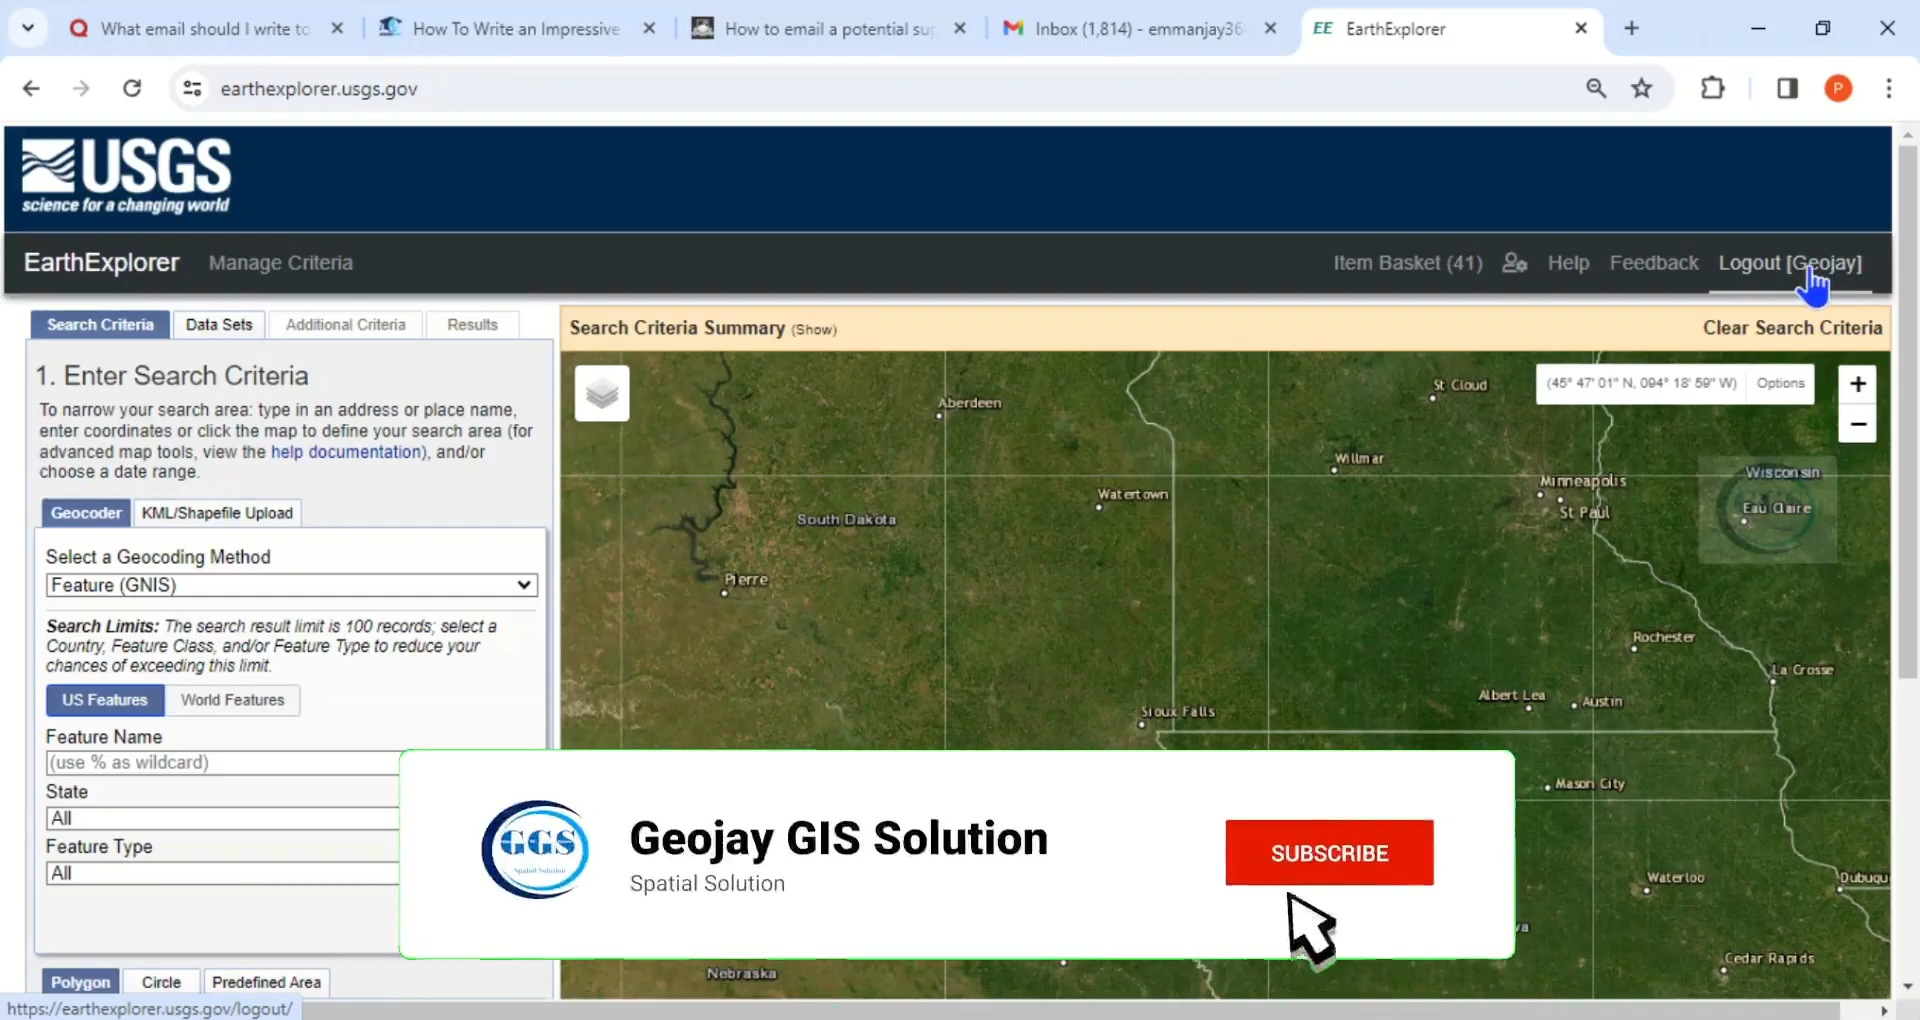 What email should I write to
How To Write an Impressive
How to email a potential sup
Inbox (1,814) - emmanjay36
EE EarthExplorer
earthexplorer.usgs.gov
P
USGS
science for a changing world
EarthExplorer
Manage Criteria
Item Basket (41)
Help
Feedback
Logout [Geojay]
Search Criteria
Data Sets
Additional Criteria
Results
Search Criteria Summary (Show)
Clear Search Criteria
1. Enter Search Criteria
To narrow your search area: type in an address or place name,
enter coordinates or click the map to define your search area (for
advanced map tools, view the help documentation), and/or
choose a date range.
Geocoder
KML/Shapefile Upload
Select a Geocoding Method
Feature (GNIS)
Search Limits: The search result limit is 100 records; select a
Country, Feature Class, and/or Feature Type to reduce your
chances of exceeding this limit.
US Features
World Features
Feature Name
(use % as wildcard)
State
All
Feature Type
All
Polygon
Circle
Predefined Area
(45° 47' 01" N, 094° 18' 59" W)
Options
+
−
St Cloud
Aberdeen
Willmar
Wisconsin
Minneapolis
Watertown
Eau Claire
St Paul
South Dakota
Pierre
Rochester
La Crosse
Albert Lea
Austin
Sioux Falls
Mason City
Waterloo
Dubuqu
va
Cedar Rapids
Nebraska
GGS
Spatial Solution
Geojay GIS Solution
Spatial Solution
SUBSCRIBE
https://earthexplorer.usgs.gov/logout/